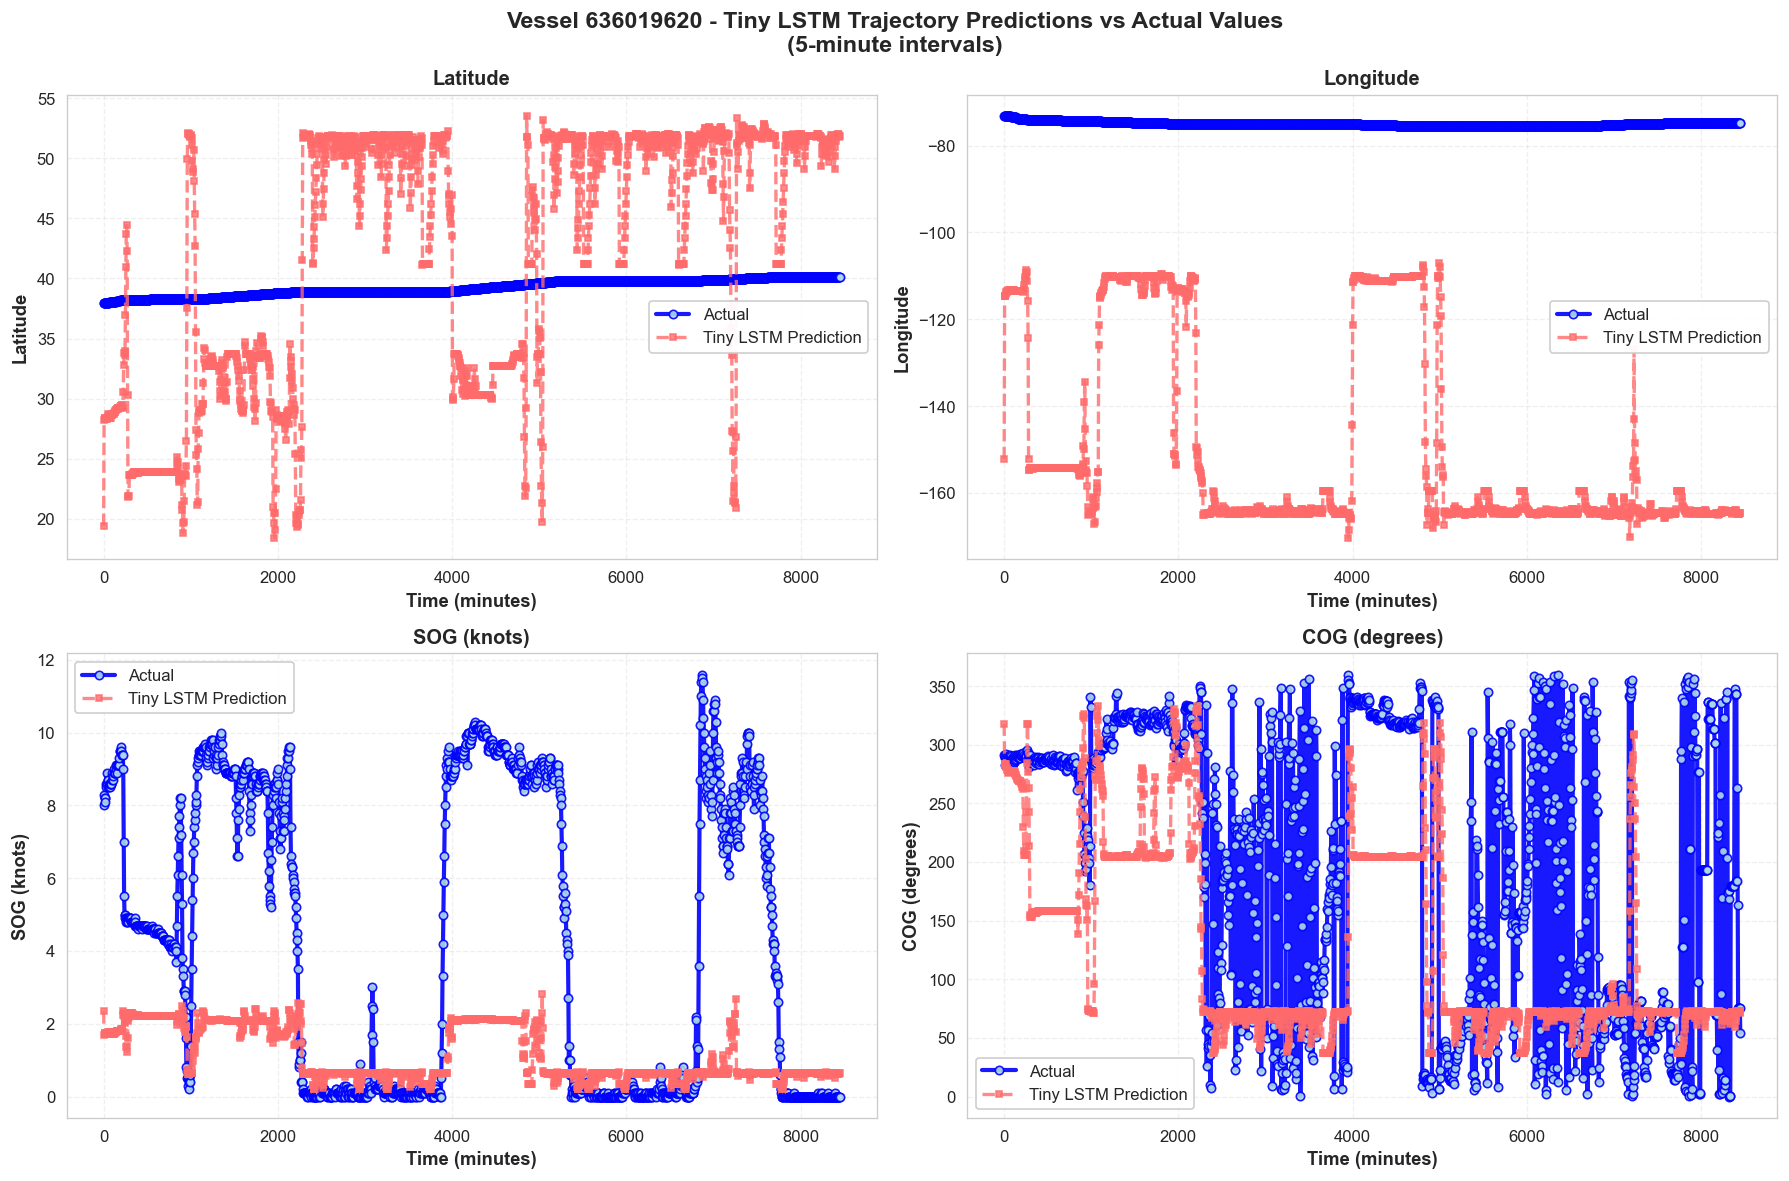 Vessel 636019620 - Tiny LSTM Trajectory Predictions vs Actual Values
(5-minute intervals)
Latitude
55
50
45
40
35
30
25
20
Latitude
Actual
Tiny LSTM Prediction
0 2000 4000 6000 8000
Time (minutes)
Longitude
−80
−100
−120
−140
−160
Longitude
Actual
Tiny LSTM Prediction
0 2000 4000 6000 8000
Time (minutes)
SOG (knots)
12
10
8
6
4
2
0
SOG (knots)
Actual
Tiny LSTM Prediction
0 2000 4000 6000 8000
Time (minutes)
COG (degrees)
350
300
250
200
150
100
50
0
COG (degrees)
Actual
Tiny LSTM Prediction
0 2000 4000 6000 8000
Time (minutes)